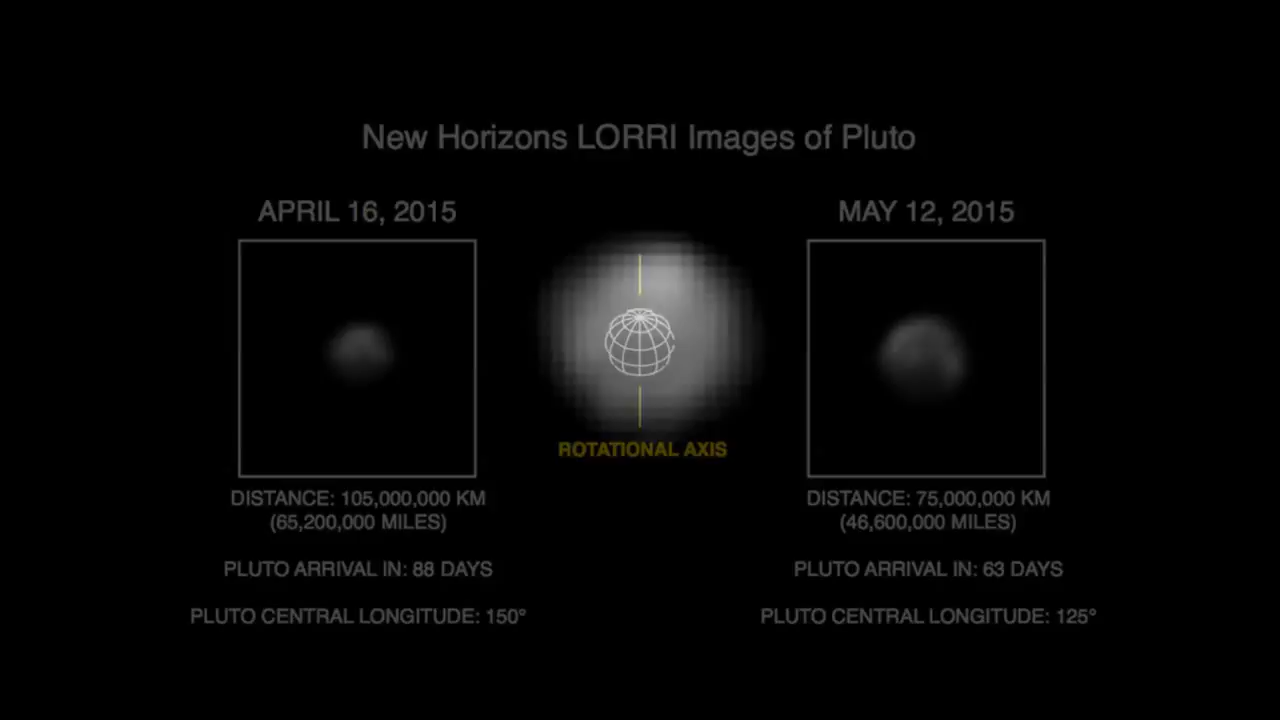 New Horizons LORRI Images of Pluto
APRIL 16, 2015
DISTANCE: 105,000,000 KM
(65,200,000 MILES)
PLUTO ARRIVAL IN: 88 DAYS
PLUTO CENTRAL LONGITUDE: 150°
ROTATIONAL AXIS
MAY 12, 2015
DISTANCE: 75,000,000 KM
(46,600,000 MILES)
PLUTO ARRIVAL IN: 63 DAYS
PLUTO CENTRAL LONGITUDE: 125°